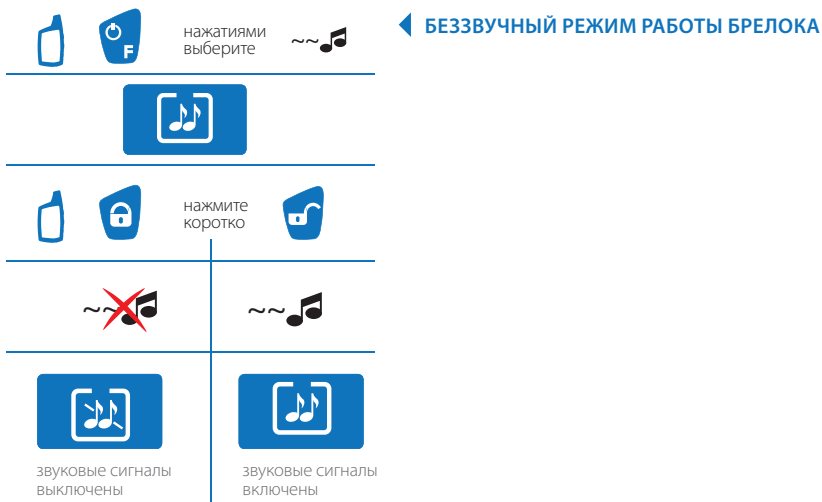 БЕЗЗВУЧНЫЙ РЕЖИМ РАБОТЫ БРЕЛОКА
F
нажатиями
выберите
~~
нажмите
коротко
~~
~~
звуковые сигналы
выключены
звуковые сигналы
включены